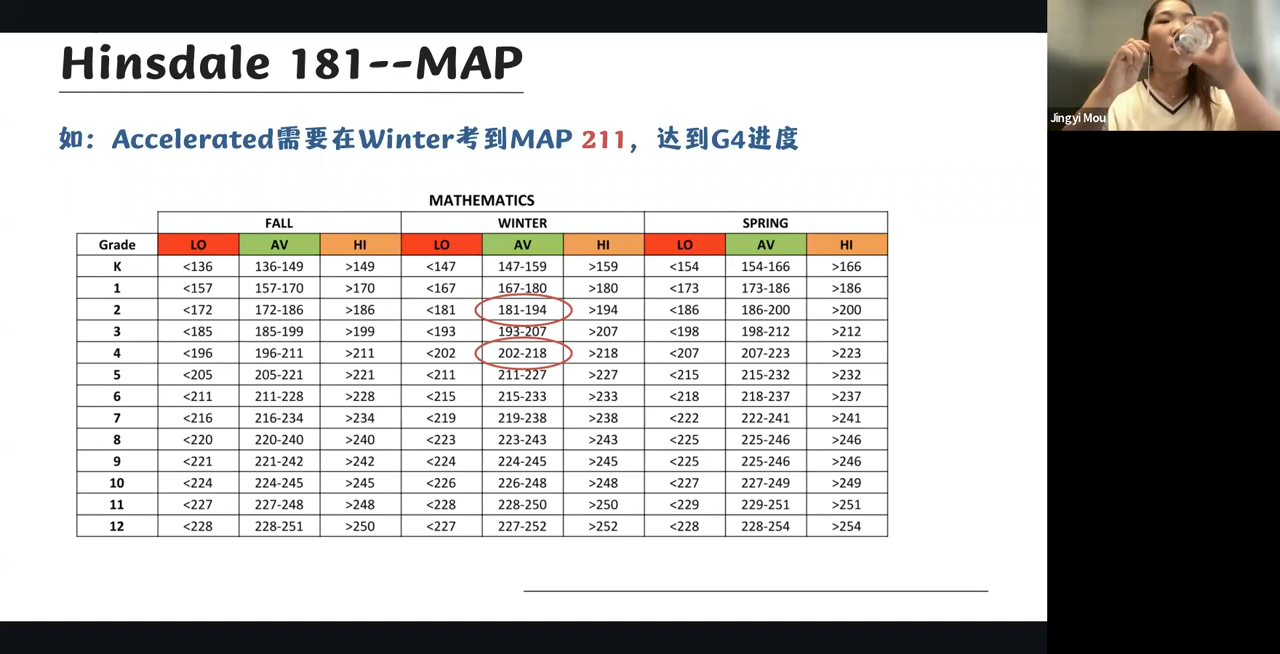 Hinsdale 181--MAP
Jingyi Mou
如：Accelerated需要在Winter考到MAP 211，达到G4进度
MATHEMATICS
FALL WINTER SPRING
Grade LO AV HI LO AV HI LO AV HI
K <136 136-149 >149 <147 147-159 >159 <154 154-166 >166
1 <157 157-170 >170 <167 167-180 >180 <173 173-186 >186
2 <172 172-186 >186 <181 181-194 >194 <186 186-200 >200
3 <185 185-199 >199 <193 193-207 >207 <198 198-212 >212
4 <196 196-211 >211 <202 202-218 >218 <207 207-223 >223
5 <205 205-221 >221 <211 211-227 >227 <215 215-232 >232
6 <211 211-228 >228 <215 215-233 >233 <218 218-237 >237
7 <216 216-234 >234 <219 219-238 >238 <222 222-241 >241
8 <220 220-240 >240 <223 223-243 >243 <225 225-246 >246
9 <221 221-242 >242 <224 224-245 >245 <225 225-246 >246
10 <224 224-245 >245 <226 226-248 >248 <227 227-249 >249
11 <227 227-248 >248 <228 228-250 >250 <229 229-251 >251
12 <228 228-251 >250 <227 227-252 >252 <228 228-254 >254